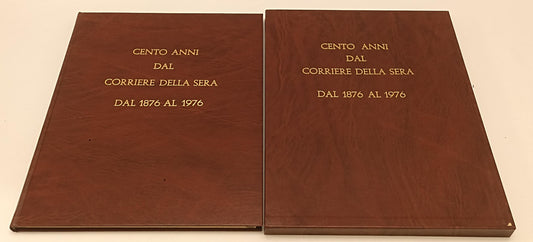 CENTO ANNI
DAL
CORRIERE DELLA SERA
DAL 1876 AL 1976
CENTO ANNI
DAL
CORRIERE DELLA SERA
DAL 1876 AL 1976